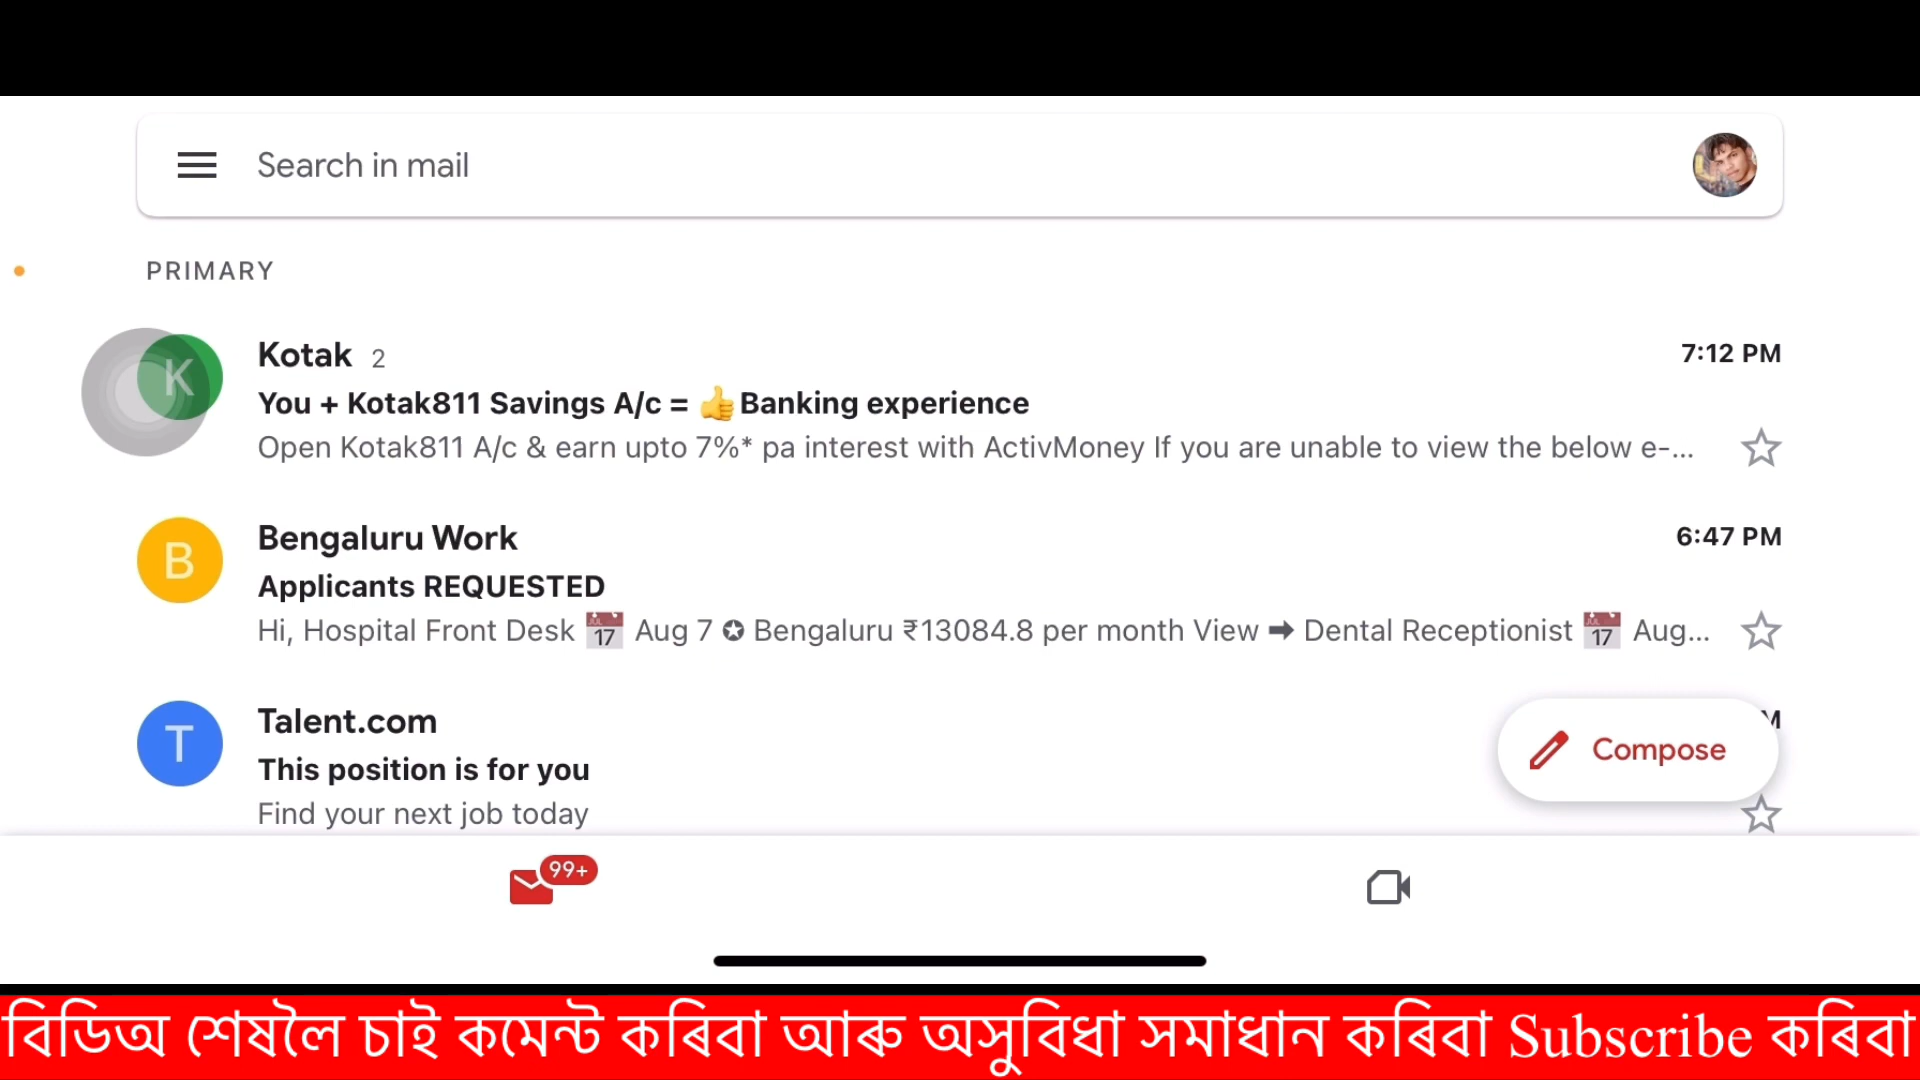 Search in mail
PRIMARY
K
Kotak 2
7:12 PM
You + Kotak811 Savings A/c = 👍Banking experience
Open Kotak811 A/c & earn upto 7%* pa interest with ActivMoney If you are unable to view the below e-...
B
Bengaluru Work
6:47 PM
Applicants REQUESTED
Hi, Hospital Front Desk 📅 Aug 7 ✪ Bengaluru ₹13084.8 per month View ➡ Dental Receptionist 📅 Aug...
T
Talent.com
M
This position is for you
Compose
Find your next job today
99+
বিডিঅ শেষলৈ চাই কমেন্ট কৰিবা আৰু অসুবিধা সমাধান কৰিবা Subscribe কৰিবা